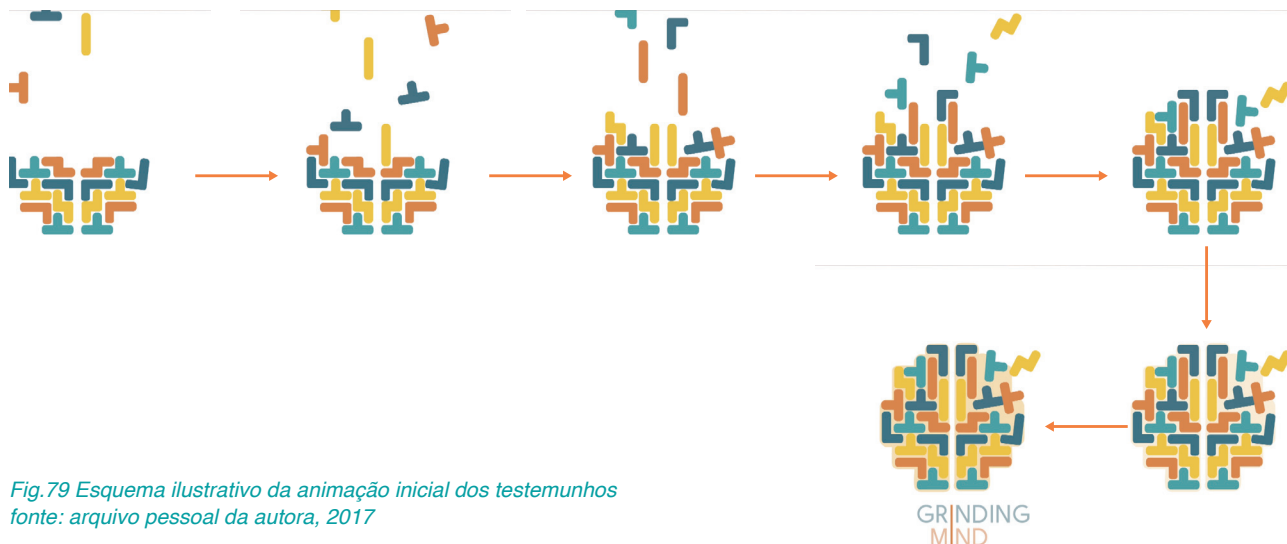 Fig.79 Esquema ilustrativo da animação inicial dos testemunhos
fonte: arquivo pessoal da autora, 2017
GRINDING
MIND